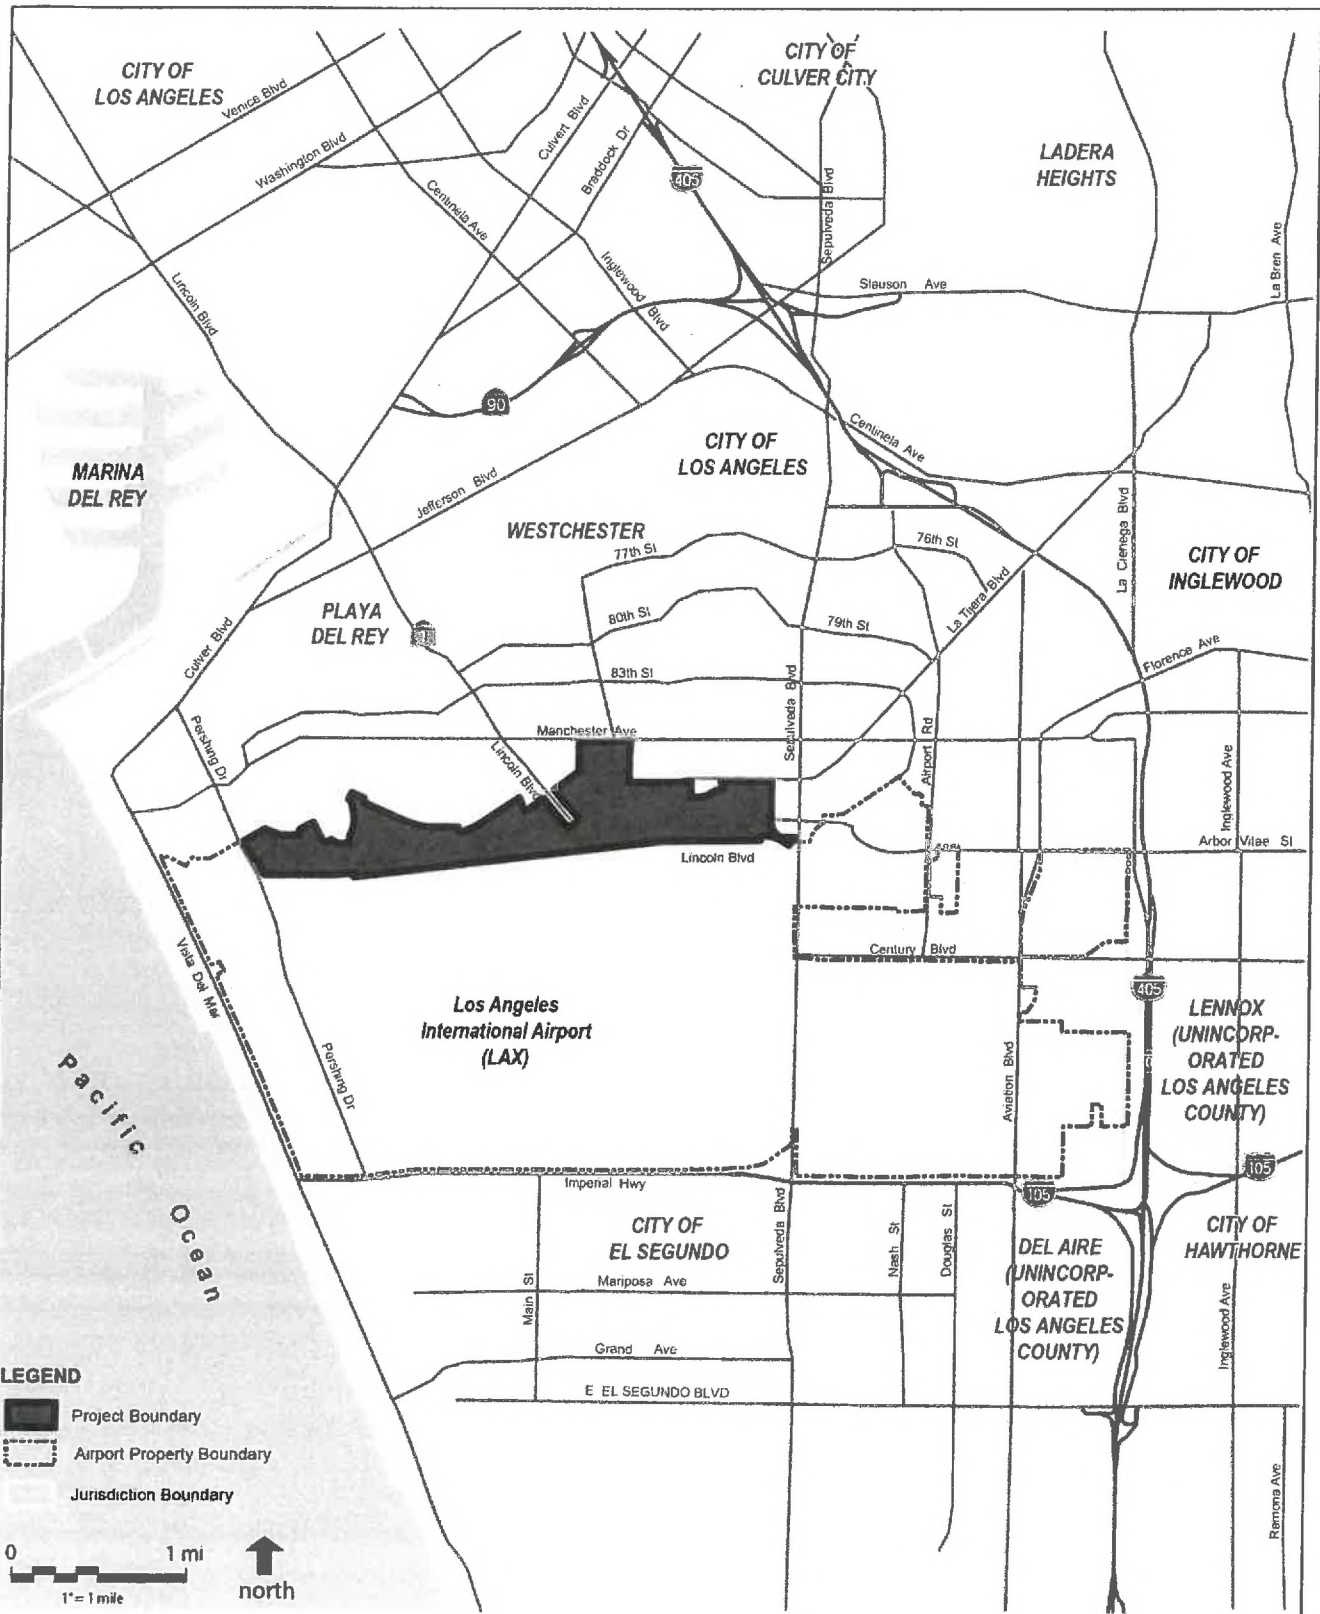 CITY OF
LOS ANGELES
Venice Blvd
Washington Blvd
Culvert Blvd
Braddock Dr
CITY OF
CULVER CITY
LADERA
HEIGHTS
405
Centinela Ave
Sepulveda Blvd
La Bren Ave
Lincoln Blvd
Inglewood Blvd
Slauson Ave
90
CITY OF
LOS ANGELES
Centinela Ave
MARINA
DEL REY
Jefferson Blvd
La Cienega Blvd
WESTCHESTER
77th St
76th St
CITY OF
INGLEWOOD
PLAYA
DEL REY
80th St
79th St
La Tijera Blvd
Culver Blvd
83th St
Sepulveda Blvd
Florence Ave
Pershing Dr
Manchester Ave
Lincoln Blvd
Airport Rd
Inglewood Ave
Lincoln Blvd
Arbor Vitae St
Century Blvd
Vista Del Mar
405
Los Angeles
International Airport
(LAX)
LENNOX
(UNINCORP-
ORATED
LOS ANGELES
COUNTY)
Pershing Dr
Aviation Blvd
Pacific Ocean
Imperial Hwy
105
105
CITY OF
EL SEGUNDO
Sepulveda Blvd
Nash St
Douglas St
DEL AIRE
(UNINCORP-
ORATED
LOS ANGELES
COUNTY)
CITY OF
HAWTHORNE
Mariposa Ave
Main St
Inglewood Ave
Grand Ave
E EL SEGUNDO BLVD
Ramona Ave
LEGEND
Project Boundary
Airport Property Boundary
Jurisdiction Boundary
0 1 mi
1"= 1 mile
north